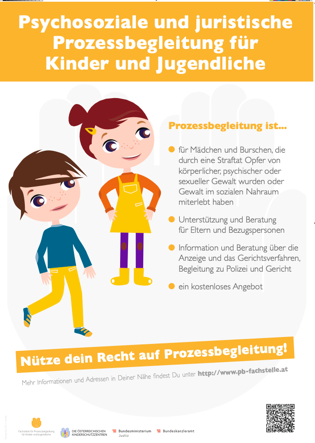 Psychosoziale und juristische
Prozessbegleitung für
Kinder und Jugendliche
Prozessbegleitung ist...
für Mädchen und Burschen, die
durch eine Straftat Opfer von
körperlicher, psychischer oder
sexueller Gewalt wurden oder
Gewalt im sozialen Nahraum
miterlebt haben
Unterstützung und Beratung
für Eltern und Bezugspersonen
Information und Beratung über die
Anzeige und das Gerichtsverfahren,
Begleitung zu Polizei und Gericht
ein kostenloses Angebot
Nütze dein Recht auf Prozessbegleitung!
Mehr Informationen und Adressen in Deiner Nähe findest Du unter http://www.pb-fachstelle.at
DIE ÖSTERREICHISCHEN
KINDERSCHUTZZENTREN
Bundesministerium
Justiz
Bundeskanzleramt